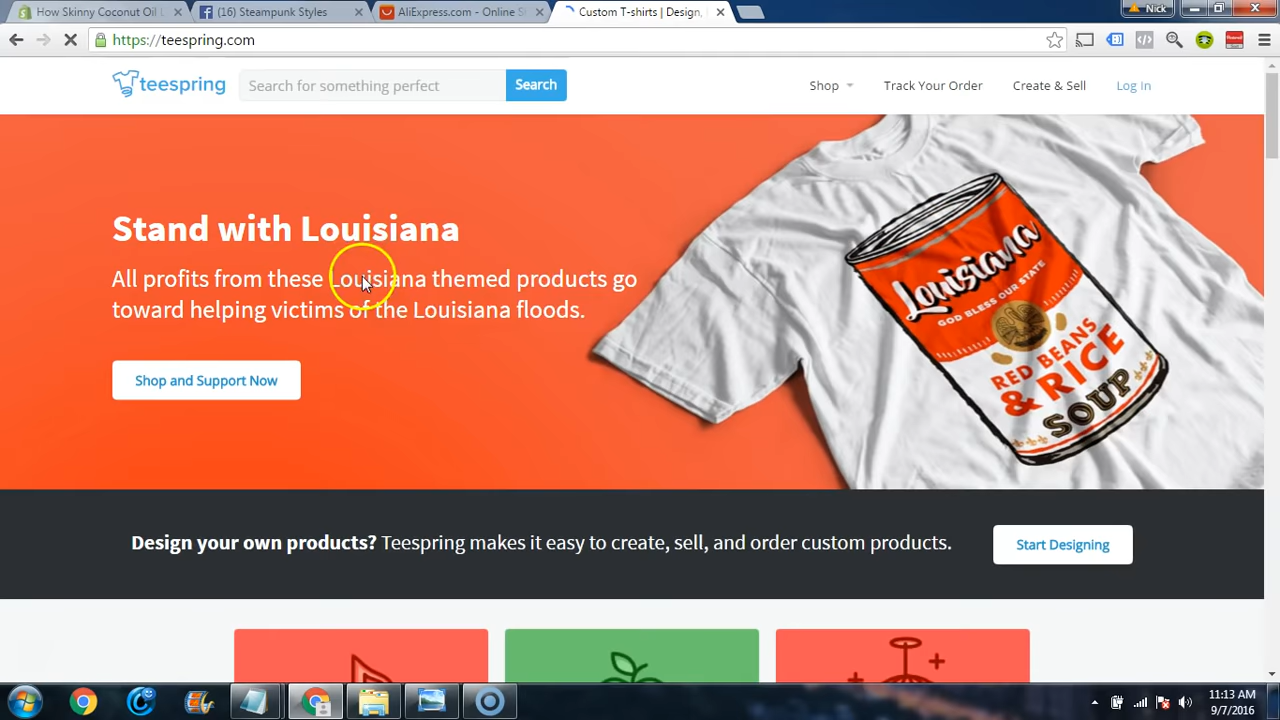 How Skinny Coconut Oil L
(16) Steampunk Styles
AliExpress.com - Online S
Custom T-shirts | Design,
Nick
https://teespring.com
teespring
Search for something perfect
Search
Shop
Track Your Order
Create & Sell
Log In
Stand with Louisiana
All profits from these Louisiana themed products go
toward helping victims of the Louisiana floods.
Shop and Support Now
Louisiana
GOD BLESS OUR STATE
RED BEANS
& RICE
SOUP
Design your own products? Teespring makes it easy to create, sell, and order custom products.
Start Designing
11:13 AM
9/7/2016